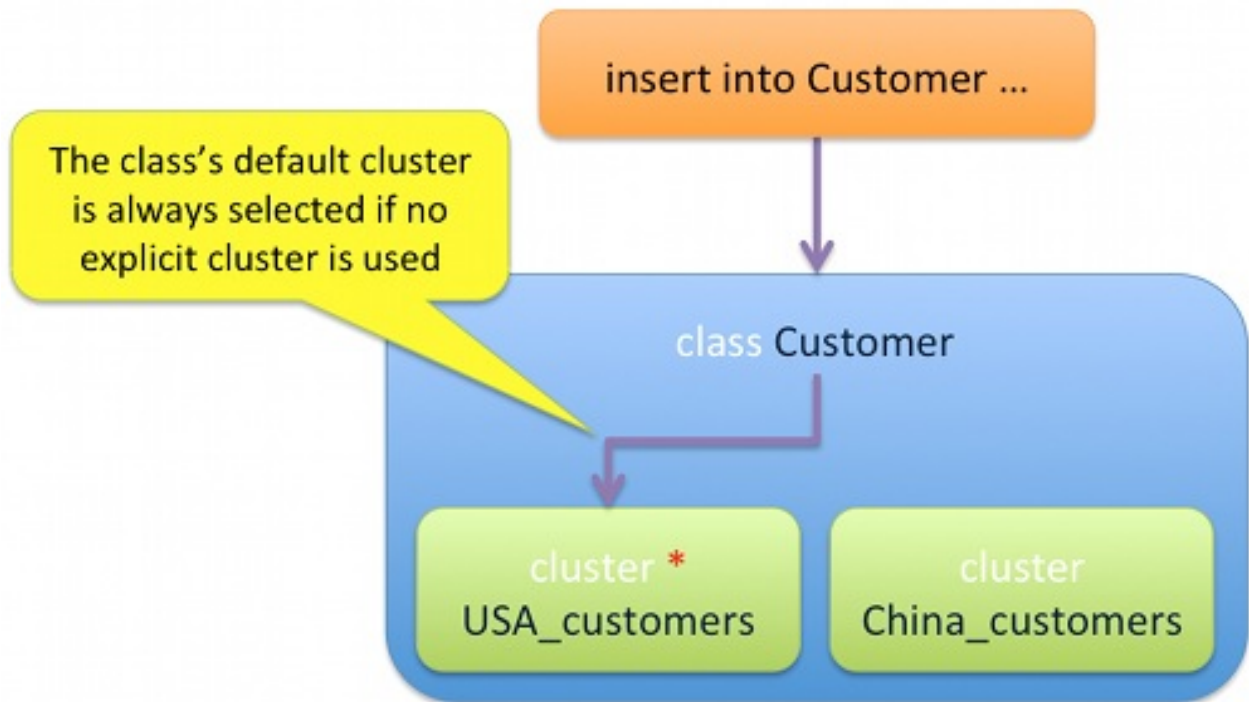 insert into Customer ...
The class's default cluster
is always selected if no
explicit cluster is used
class Customer
cluster *
USA_customers
cluster
China_customers